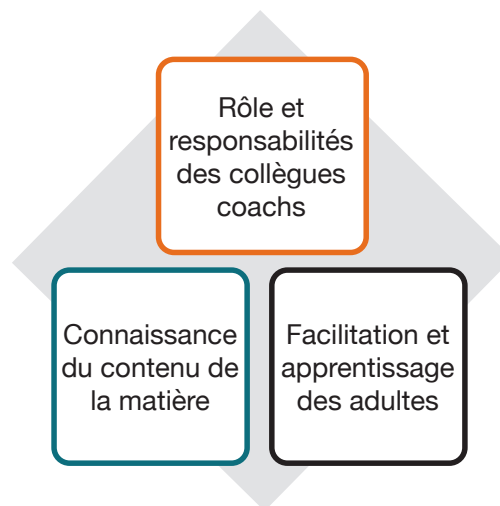 Rôle et
responsabilités
des collègues
coachs
Connaissance
du contenu de
la matière
Facilitation et
apprentissage
des adultes